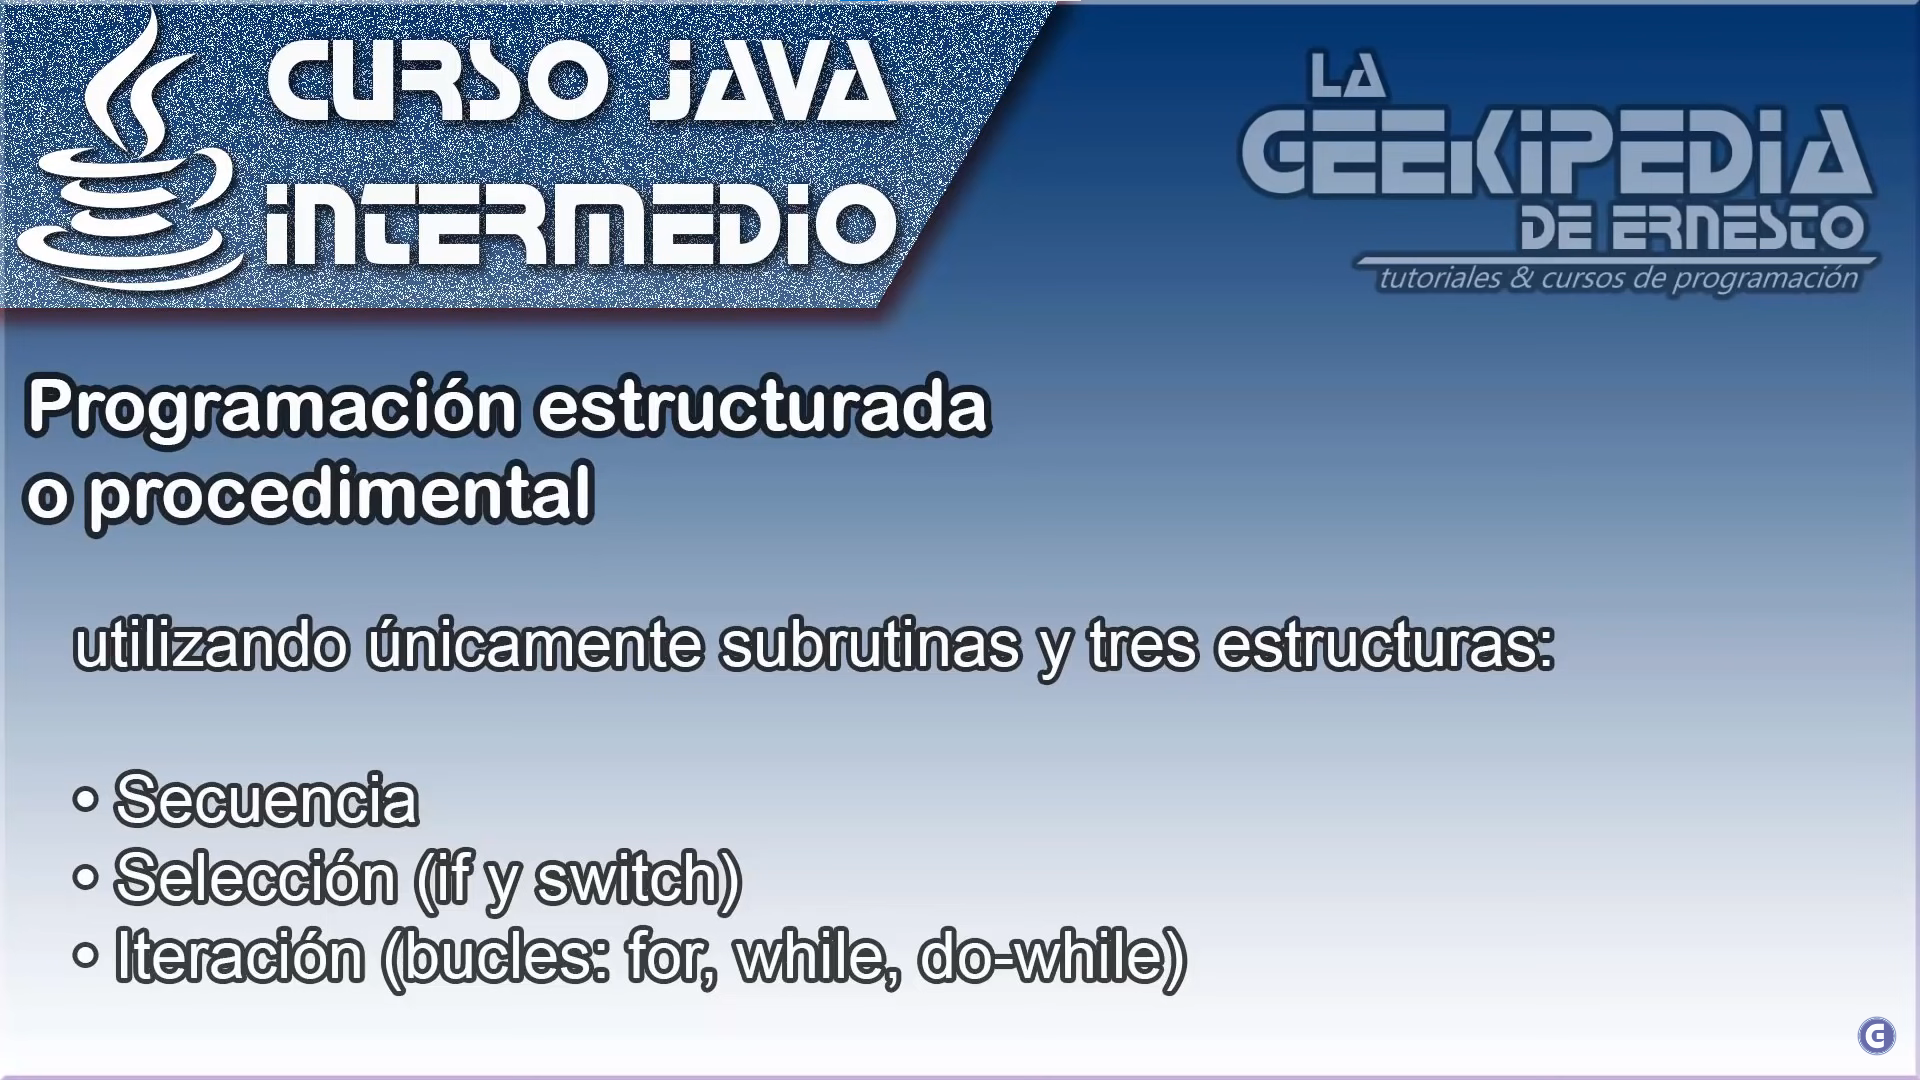 CURSO JAVA
INTERMEDIO
LA
GEEKIPEDIA
DE ERNESTO
tutoriales & cursos de programación
Programación estructurada
o procedimental
utilizando únicamente subrutinas y tres estructuras:
• Secuencia
• Selección (if y switch)
• Iteración (bucles: for, while, do-while)
G